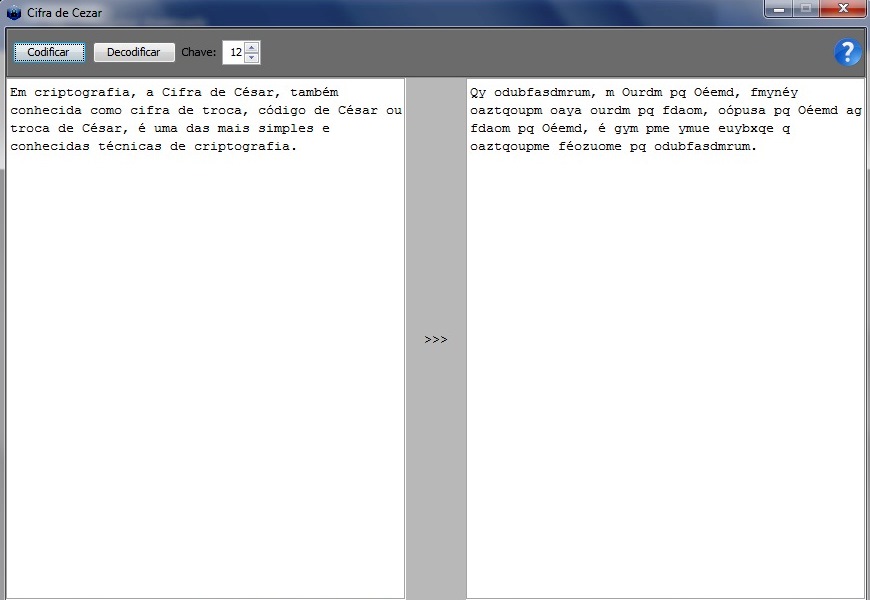 Cifra de Cezar
Codificar Decodificar Chave: 12 ?
Em criptografia, a Cifra de César, também
conhecida como cifra de troca, código de César ou
troca de César, é uma das mais simples e
conhecidas técnicas de criptografia.
>>>
Qy odubfasdmrum, m Ourdm pq Oéemd, fmynéy
oaztqoupm oaya ourdm pq fdaom, oópusa pq Oéemd ag
fdaom pq Oéemd, é gym pme ymue euybxqe q
oaztqoupme féozuome pq odubfasdmrum.